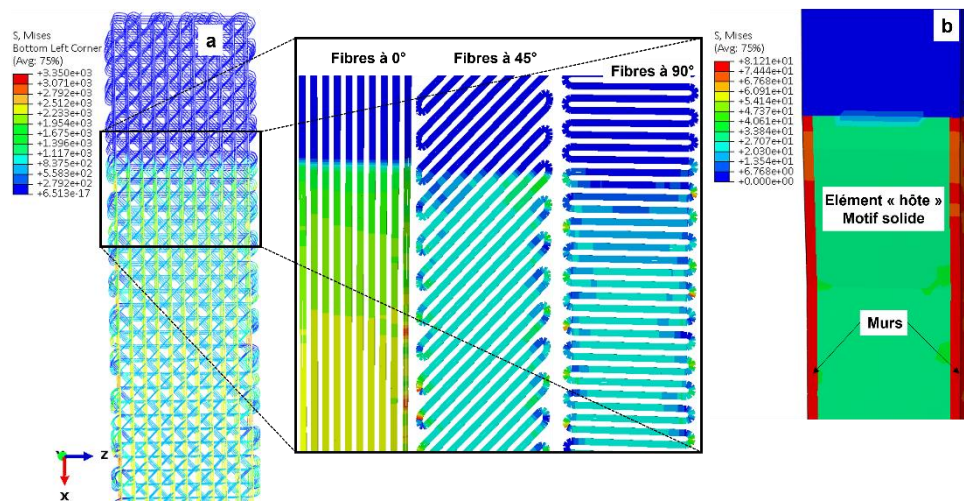 S, Mises
Bottom Left Corner
(Avg: 75%)
+3.350e+03
+3.071e+03
+2.792e+03
+2.512e+03
+2.233e+03
+1.954e+03
+1.675e+03
+1.396e+03
+1.117e+03
+8.375e+02
+5.583e+02
+2.792e+02
+6.513e-17
a
Fibres à 0°
Fibres à 45°
Fibres à 90°
Z
X
S, Mises
(Avg: 75%)
+8.121e+01
+7.444e+01
+6.768e+01
+6.091e+01
+5.414e+01
+4.737e+01
+4.061e+01
+3.384e+01
+2.707e+01
+2.030e+01
+1.354e+01
+6.768e+00
+0.000e+00
b
Elément « hôte »
Motif solide
Murs